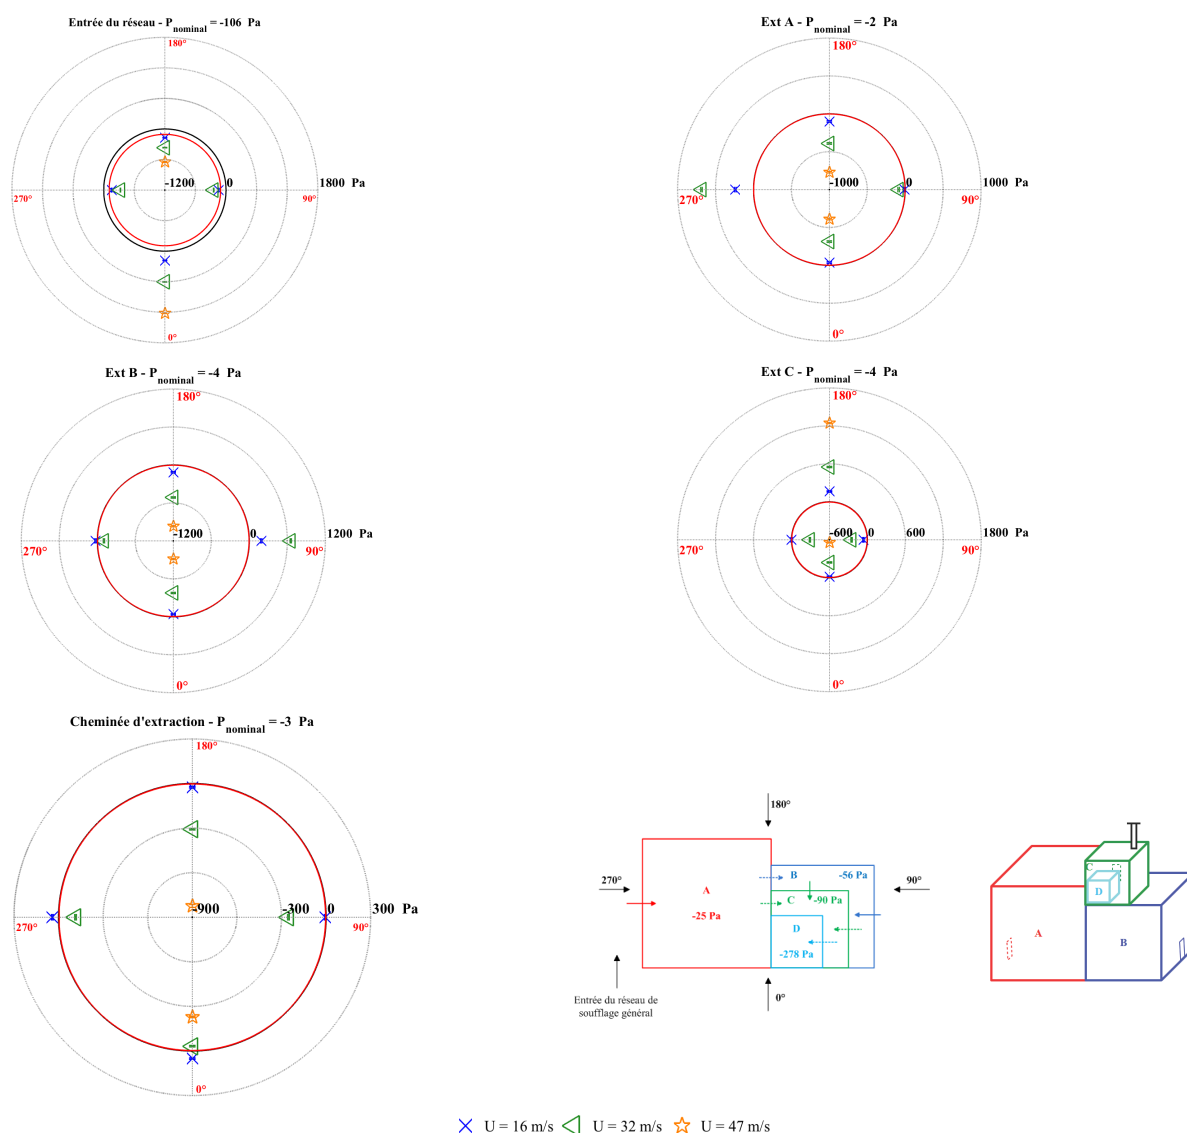 Entrée du réseau - Pnominal = -106 Pa
180°
-1200 0 1800 Pa
270° 90°
0°
Ext A - Pnominal = -2 Pa
180°
-1000 0 1000 Pa
270° 90°
0°
Ext B - Pnominal = -4 Pa
180°
-1200 0 1200 Pa
270° 90°
0°
Ext C - Pnominal = -4 Pa
180°
-600 0 600 1800 Pa
270° 90°
0°
Cheminée d'extraction - Pnominal = -3 Pa
180°
-900 -300 300 Pa
270° 90°
0°
180°
270° 90°
B -56 Pa
A
C -90 Pa
-25 Pa
D
-278 Pa
0°
Entrée du réseau de
soufflage général
C
D
A B
U = 16 m/s U = 32 m/s U = 47 m/s